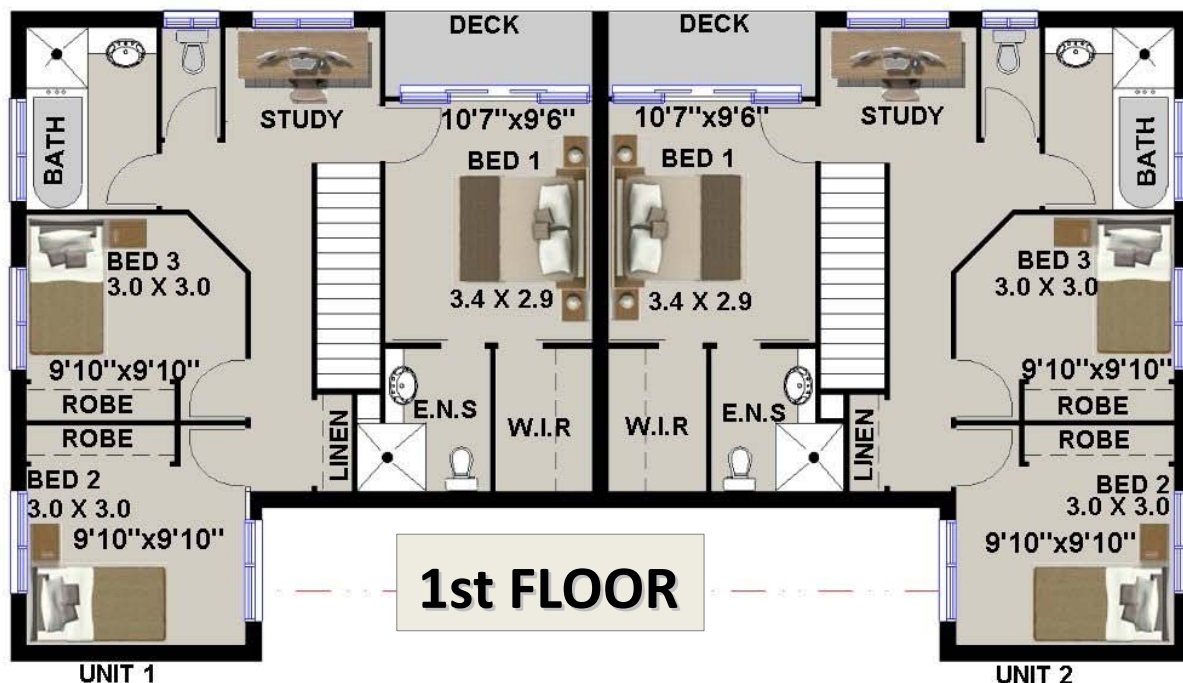 DECK
DECK
STUDY
10'7"x9'6"
10'7"x9'6"
STUDY
BATH
BED 1
BED 1
BATH
BED 3
3.0 X 3.0
3.4 X 2.9
3.4 X 2.9
BED 3
3.0 X 3.0
9'10"x9'10"
9'10"x9'10"
ROBE
E.N.S
W.I.R
W.I.R
E.N.S
ROBE
ROBE
LINEN
LINEN
ROBE
BED 2
3.0 X 3.0
9'10"x9'10"
BED 2
3.0 X 3.0
9'10"x9'10"
1st FLOOR
UNIT 1
UNIT 2